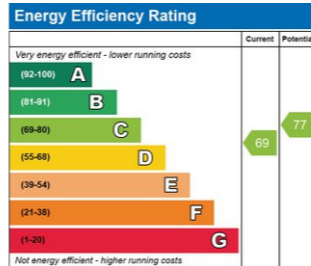 Energy Efficiency Rating
Current Potential
Very energy efficient - lower running costs
(92-100) A
(81-91) B
(69-80) C
(55-68) D
(39-54) E
(21-38) F
(1-20) G
69
77
Not energy efficient - higher running costs